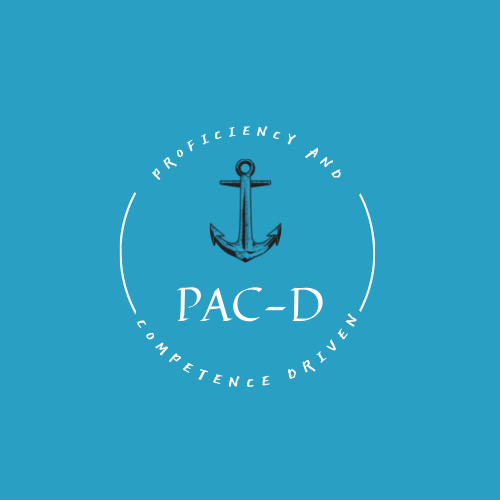 PROFICIENCY AND
PAC-D
COMPETENCE DRIVEN